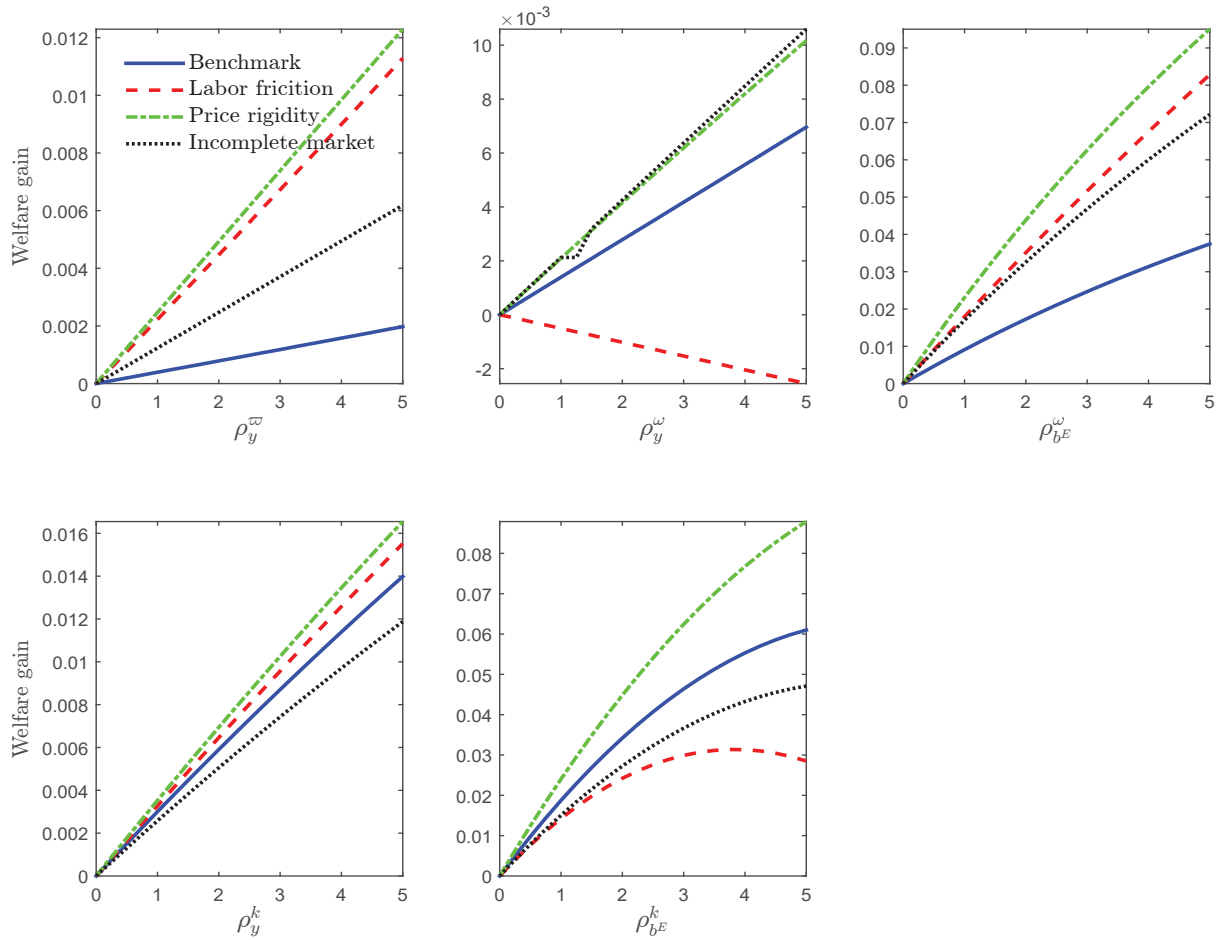 ×10⁻³
0.012
0.01
0.008
0.006
0.004
0.002
0
Welfare gain
Benchmark
Labor fricition
Price rigidity
Incomplete market
0 1 2 3 4 5
ρ_y^ϖ
10
8
6
4
2
0
-2
0 1 2 3 4 5
ρ_y^ω
0.09
0.08
0.07
0.06
0.05
0.04
0.03
0.02
0.01
0
0 1 2 3 4 5
ρ_{b^E}^ω
0.016
0.014
0.012
0.01
0.008
0.006
0.004
0.002
0
Welfare gain
0 1 2 3 4 5
ρ_y^k
0.08
0.07
0.06
0.05
0.04
0.03
0.02
0.01
0
0 1 2 3 4 5
ρ_{b^E}^k